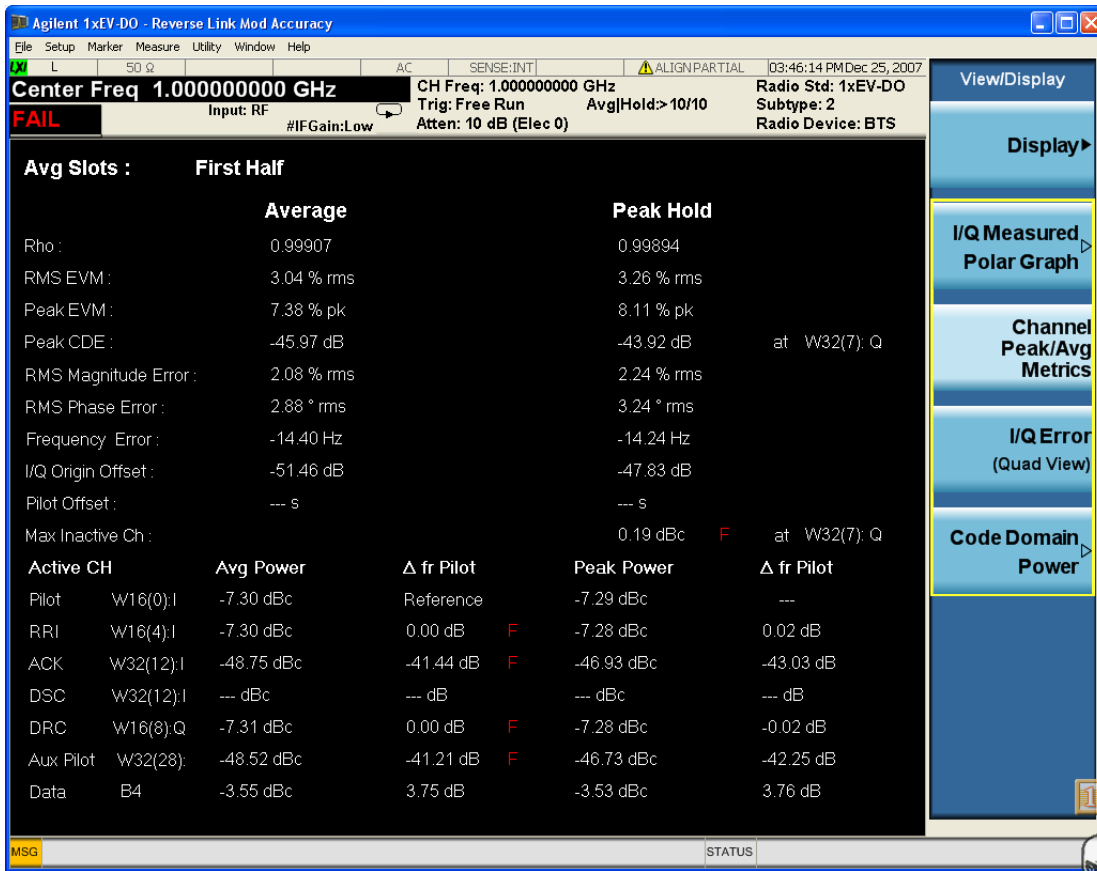 Agilent 1xEV-DO - Reverse Link Mod Accuracy
File Setup Marker Measure Utility Window Help
LXI L 50 Ω AC SENSE:INT ALIGN PARTIAL 03:46:14 PM Dec 25, 2007
Center Freq 1.000000000 GHz
CH Freq: 1.000000000 GHz
Radio Std: 1xEV-DO
Input: RF
Trig: Free Run Avg|Hold:> 10/10
Subtype: 2
FAIL
#IFGain:Low
Atten: 10 dB (Elec 0)
Radio Device: BTS
Avg Slots : First Half
Average Peak Hold
Rho : 0.99907 0.99894
RMS EVM : 3.04 % rms 3.26 % rms
Peak EVM : 7.38 % pk 8.11 % pk
Peak CDE : -45.97 dB -43.92 dB at W32(7): Q
RMS Magnitude Error : 2.08 % rms 2.24 % rms
RMS Phase Error : 2.88 ° rms 3.24 ° rms
Frequency Error : -14.40 Hz -14.24 Hz
I/Q Origin Offset : -51.46 dB -47.83 dB
Pilot Offset : --- s --- s
Max Inactive Ch : 0.19 dBc F at W32(7): Q
Active CH Avg Power Δ fr Pilot Peak Power Δ fr Pilot
Pilot W16(0):I -7.30 dBc Reference -7.29 dBc ---
RRI W16(4):I -7.30 dBc 0.00 dB F -7.28 dBc 0.02 dB
ACK W32(12):I -48.75 dBc -41.44 dB F -46.93 dBc -43.03 dB
DSC W32(12):I --- dBc --- dB --- dBc --- dB
DRC W16(8):Q -7.31 dBc 0.00 dB F -7.28 dBc -0.02 dB
Aux Pilot W32(28): -48.52 dBc -41.21 dB F -46.73 dBc -42.25 dB
Data B4 -3.55 dBc 3.75 dB -3.53 dBc 3.76 dB
View/Display
Display
I/Q Measured
Polar Graph
Channel
Peak/Avg
Metrics
I/Q Error
(Quad View)
Code Domain
Power
1
MSG STATUS